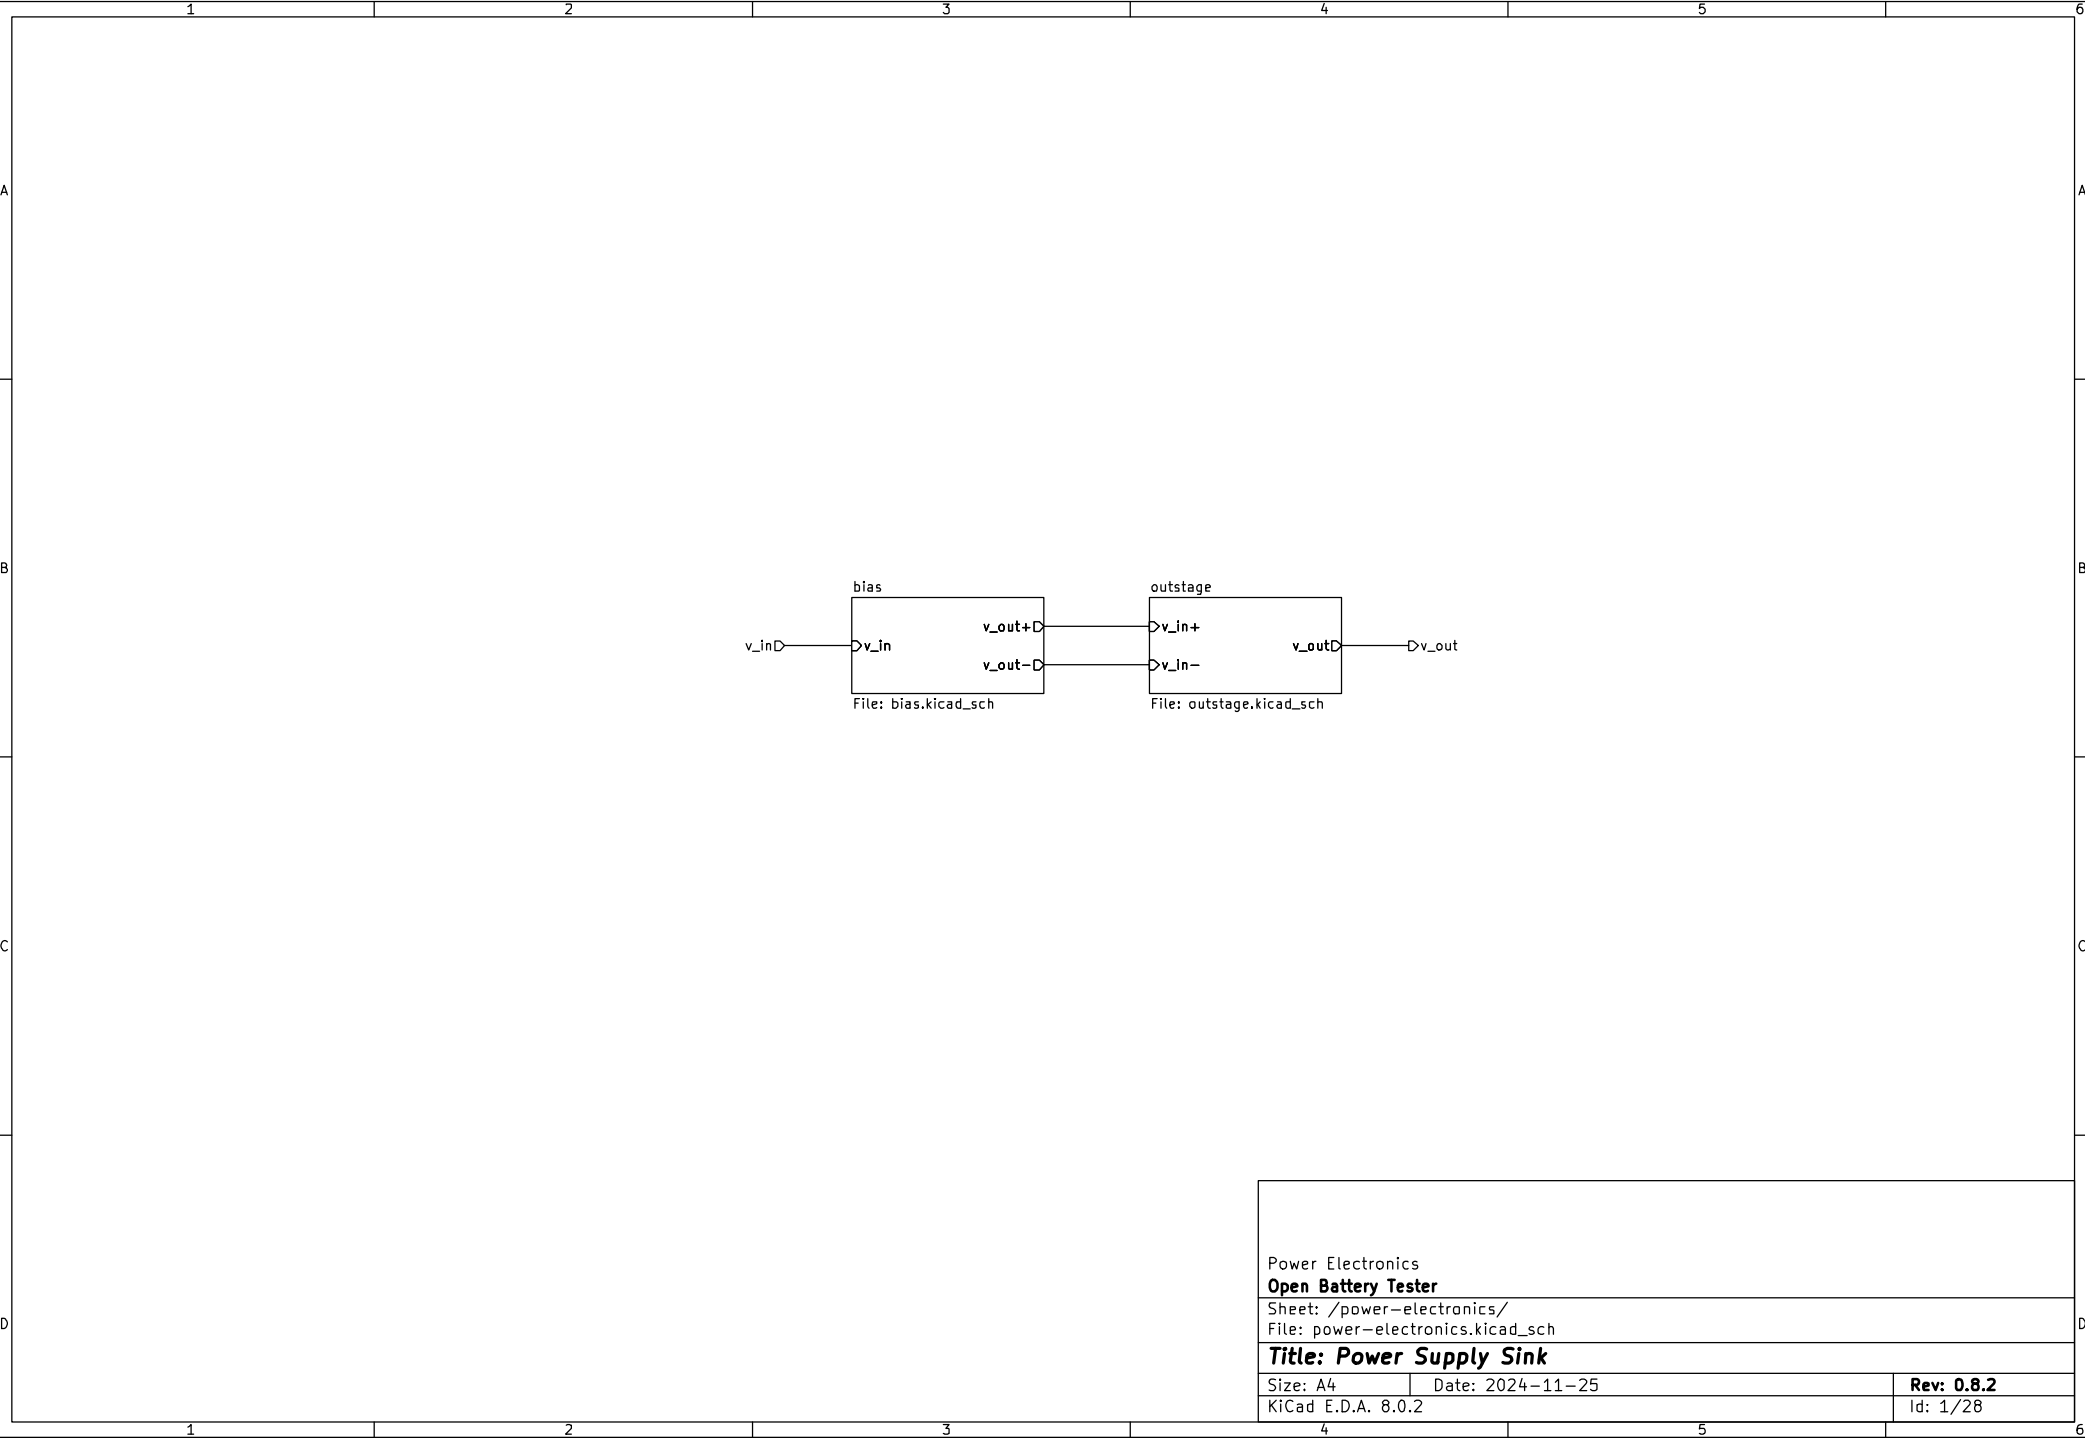 1 2 3 4 5 6
A A
B B
bias outstage
v_out+ v_in+
v_in v_in v_out v_out
v_out- v_in-
File: bias.kicad_sch File: outstage.kicad_sch
C C
Power Electronics
Open Battery Tester
Sheet: /power-electronics/
D D
File: power-electronics.kicad_sch
Title: Power Supply Sink
Size: A4 Date: 2024-11-25 Rev: 0.8.2
KiCad E.D.A. 8.0.2 Id: 1/28
1 2 3 4 5 6